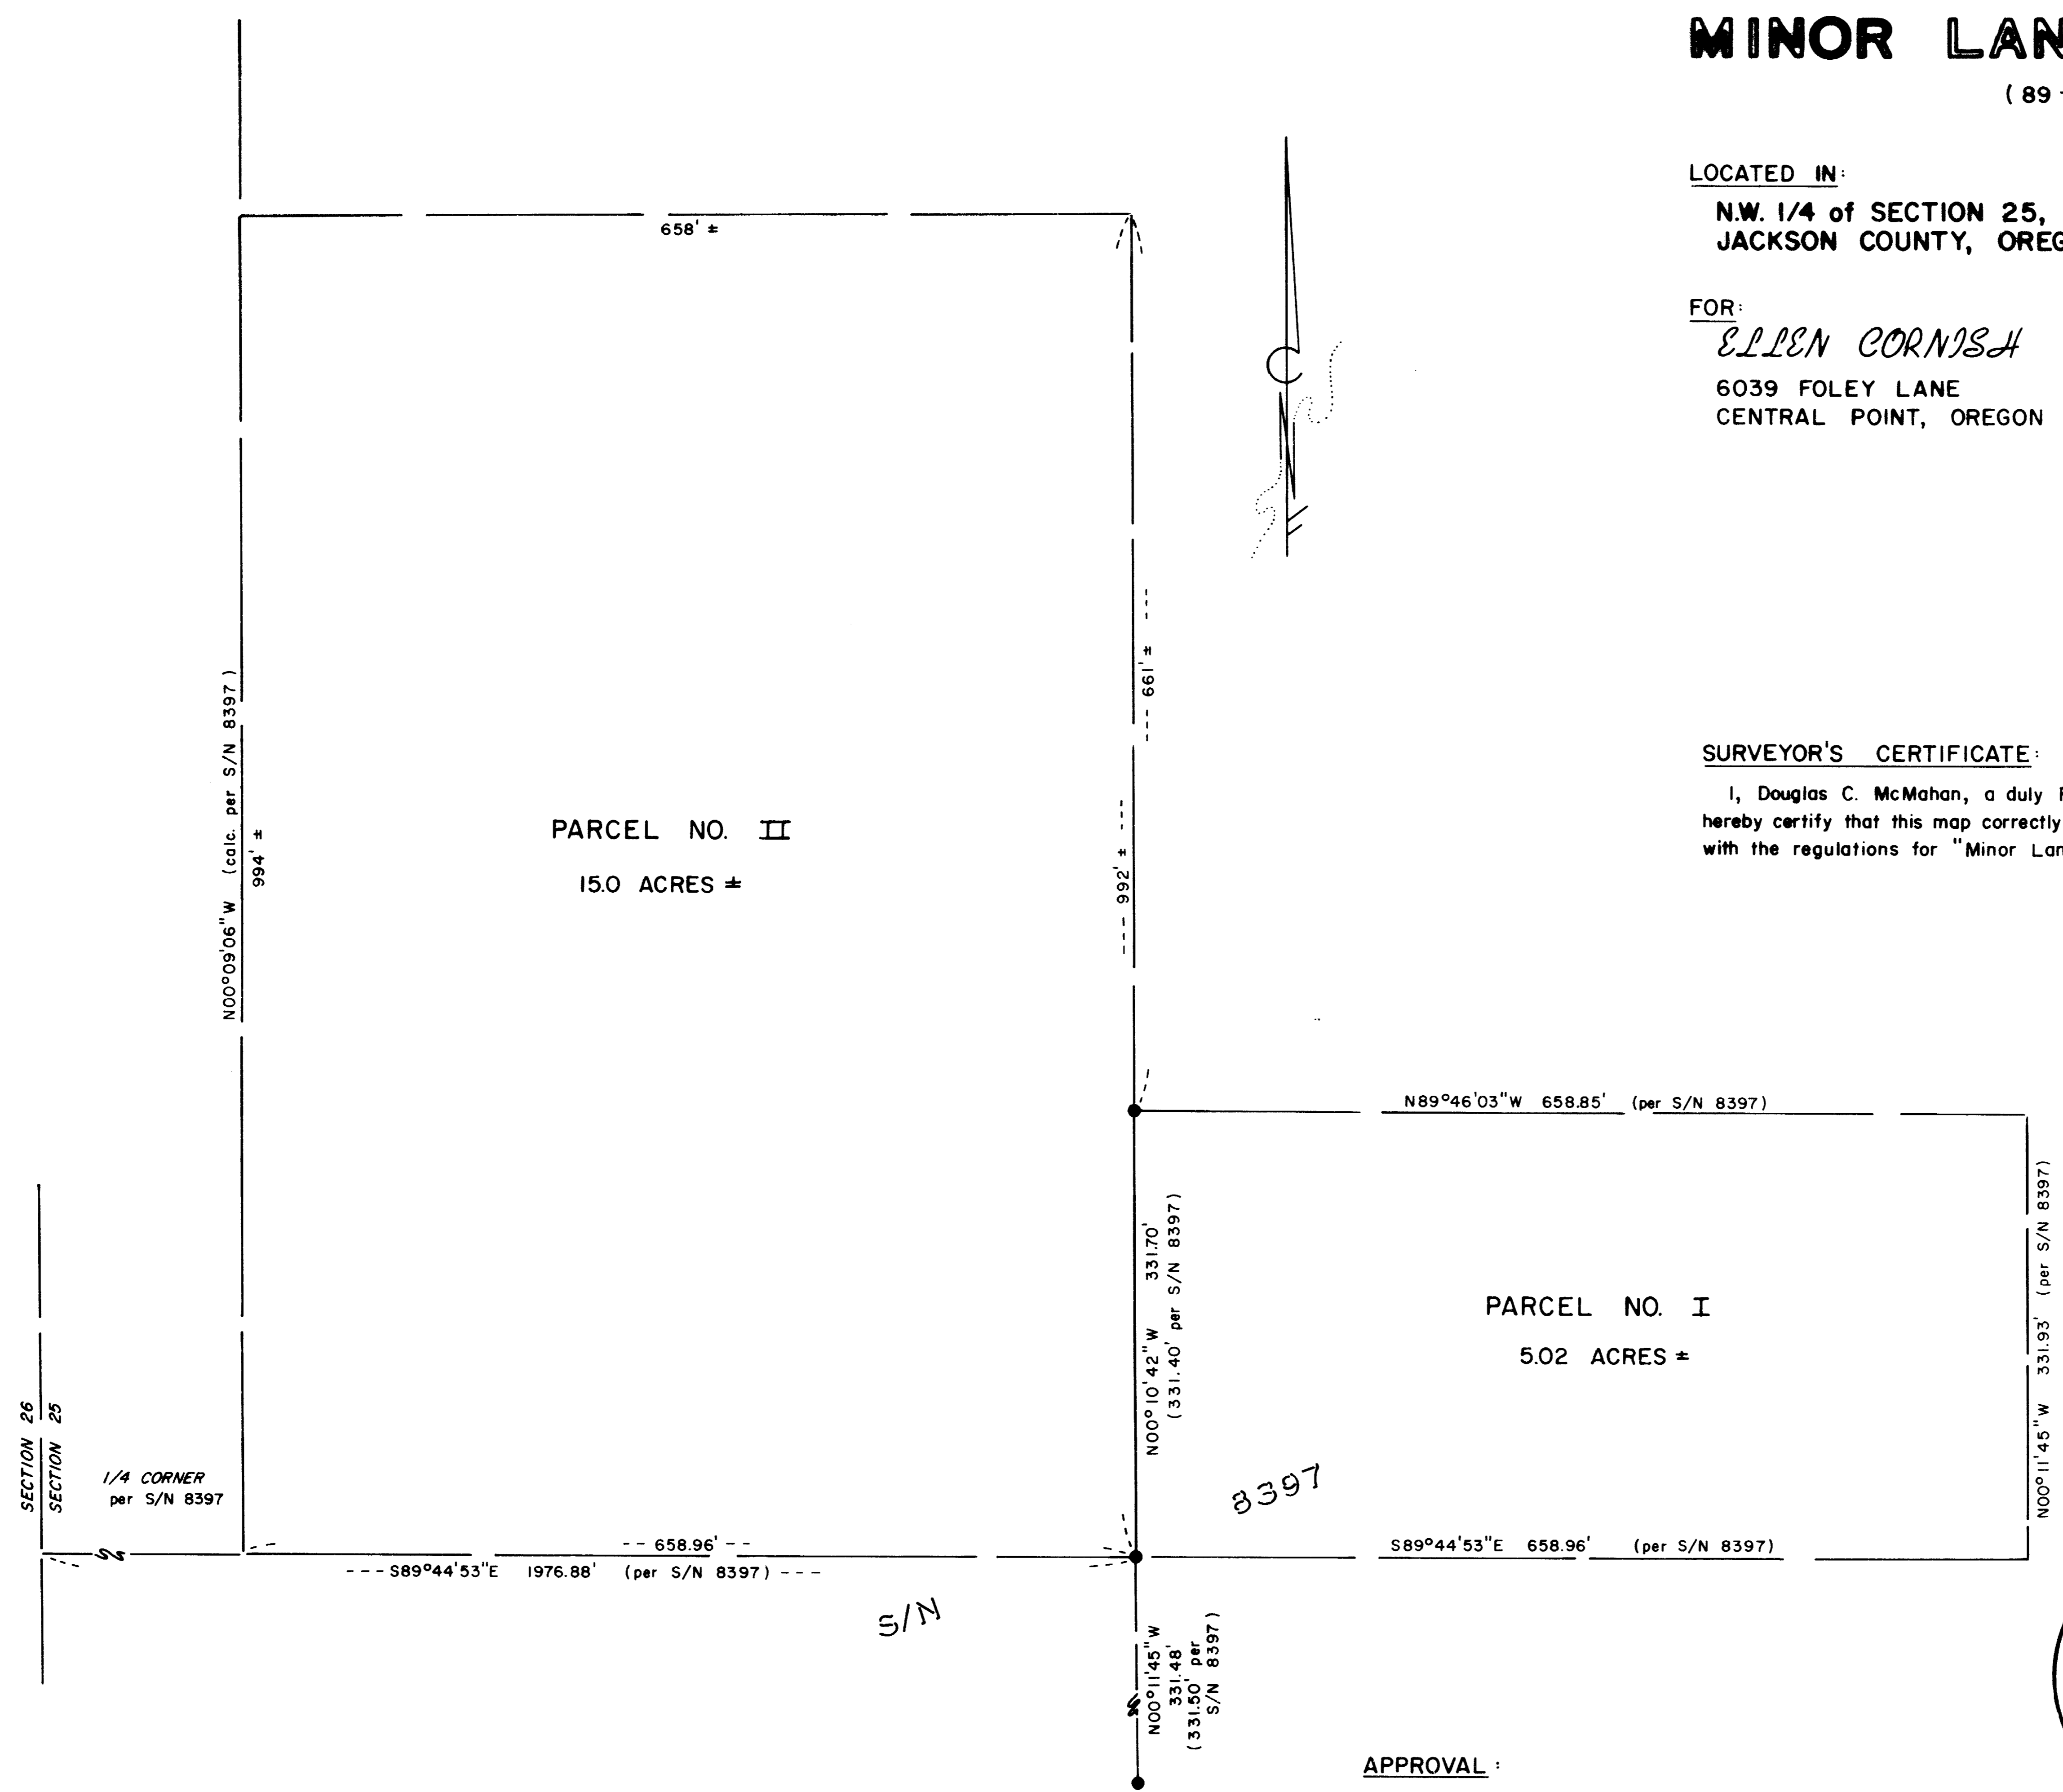 MINOR LAN
( 89 -
LOCATED IN:
N.W. 1/4 of SECTION 25,
JACKSON COUNTY, OREG
FOR:
ELLEN CORNISH
6039 FOLEY LANE
CENTRAL POINT, OREGON
SURVEYOR'S CERTIFICATE:
I, Douglas C. McMahan, a duly R
hereby certify that this map correctly
with the regulations for "Minor Lan
658' ±
N00°09'06"W (calc. per S/N 8397)
994' ±
PARCEL NO. II
15.0 ACRES ±
--- 661' ± ---
--- 992' ± ---
N89°46'03"W 658.85' (per S/N 8397)
N00°10'42"W 331.70'
(331.40' per S/N 8397)
PARCEL NO. I
5.02 ACRES ±
N00°11'45"W 331.93' (per S/N 8397)
SECTION 26
SECTION 25
1/4 CORNER
per S/N 8397
-- 658.96' --
--- S89°44'53"E 1976.88' (per S/N 8397) ---
S/N 8397
S89°44'53"E 658.96' (per S/N 8397)
N00°11'45"W
331.48'
(331.50' per
S/N 8397)
APPROVAL: